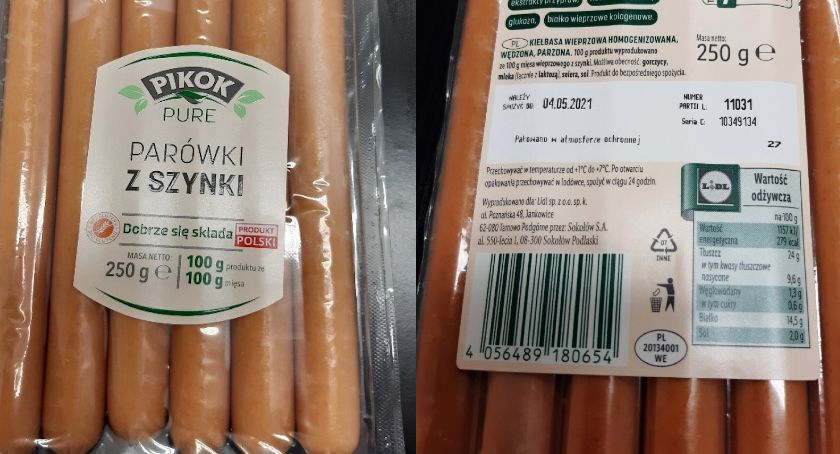 PIKOK
PURE
PARÓWKI
Z SZYNKI
Dobrze się składa
PRODUKT
POLSKI
MASA NETTO:
250 g e
100 g produktu ze
100 g mięsa
ekstrakty przypraw,
glukoza, białko wieprzowe kolagenowe.
PL KIEŁBASA WIEPRZOWA HOMOGENIZOWANA,
WĘDZONA, PARZONA. 100 g produktu wyprodukowano
ze 100 g mięsa wieprzowego z szynki. Możliwa obecność: gorczycy,
mleka (łącznie z laktozą), selera, soi. Produkt do bezpośredniego spożycia.
Masa netto:
250 g e
NALEŻY
SPOŻYĆ DO: 04.05.2021
NUMER
PARTII L: 11031
Seria C: 10349134
Pakowano w atmosferze ochronnej
27
Przechowywać w temperaturze od +1°C do +7°C. Po otwarciu
opakowania przechowywać w lodówce, spożyć w ciągu 24 godzin.
Wyprodukowano dla: Lidl sp. z o.o. sp. k.
ul. Poznańska 48, Jankowice
62-080 Tarnowo Podgórne przez: Sokołów S.A.
al. 550-lecia 1, 08-300 Sokołów Podlaski
07
INNE
LIDL
Wartość
odżywcza
na 100 g
Wartość 1157 kJ/
energetyczna 279 kcal
Tłuszcz 24 g
w tym kwasy tłuszczowe
nasycone 9,6 g
Węglowodany 1,3 g
w tym cukry 0,6 g
Białko 14,5 g
Sól 2,0 g
4 056489 180654
PL
20134001
WE